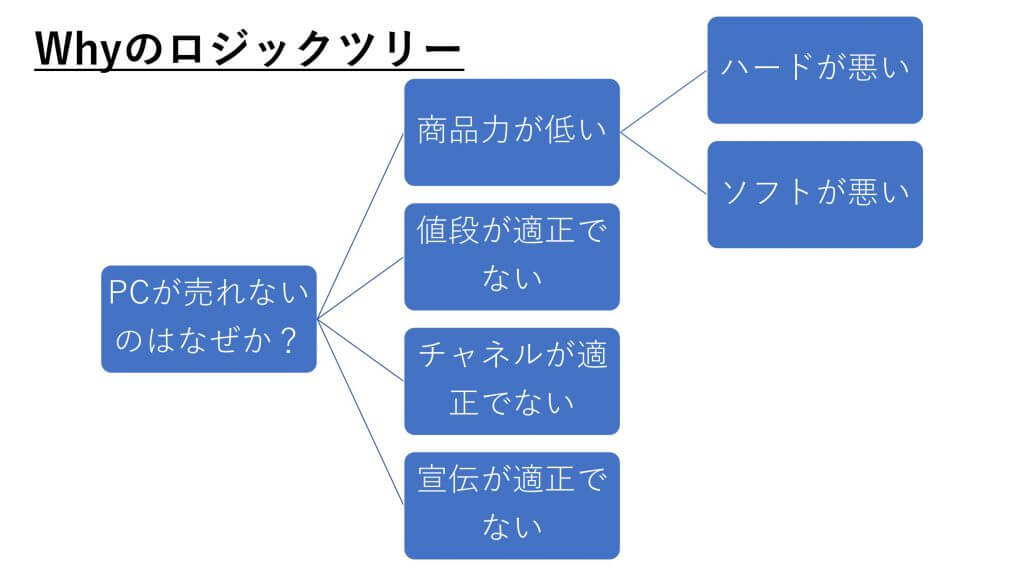 Whyのロジックツリー
PCが売れない
のはなぜか？
商品力が低い
ハードが悪い
ソフトが悪い
値段が適正で
ない
チャネルが適
正でない
宣伝が適正で
ない